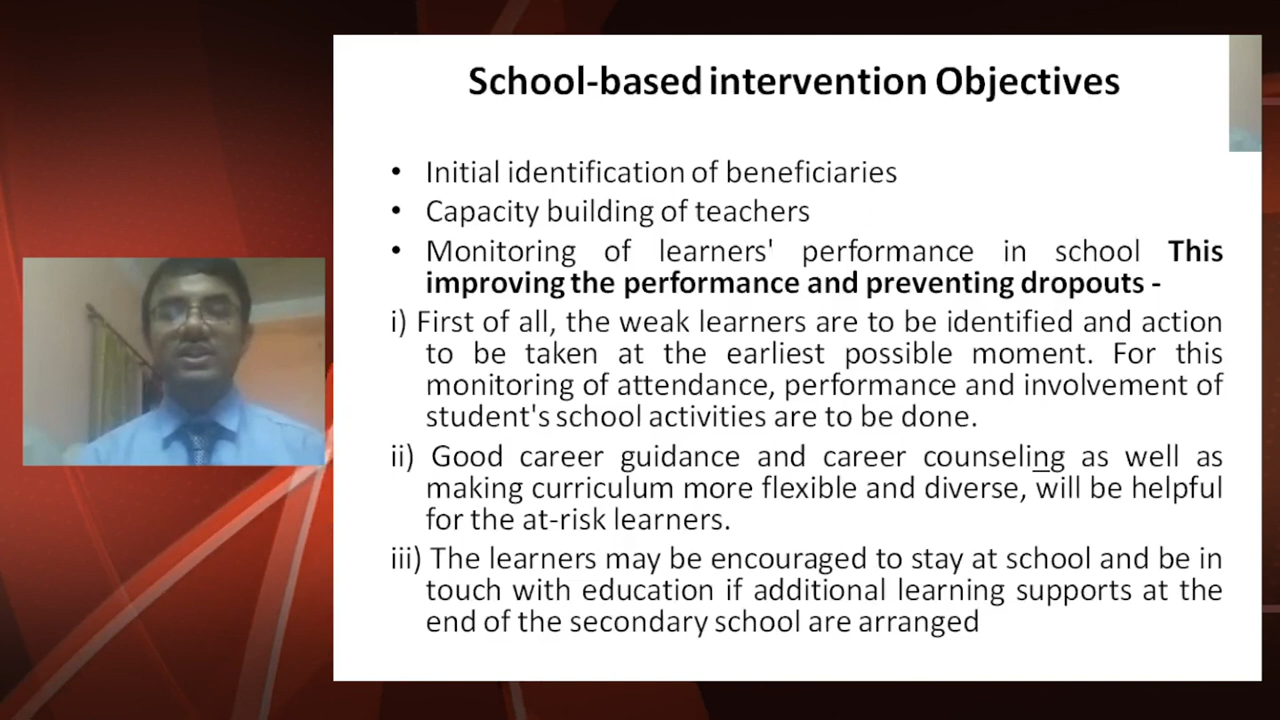 School-based intervention Objectives
• Initial identification of beneficiaries
• Capacity building of teachers
• Monitoring of learners' performance in school This
improving the performance and preventing dropouts -
i) First of all, the weak learners are to be identified and action
to be taken at the earliest possible moment. For this
monitoring of attendance, performance and involvement of
student's school activities are to be done.
ii) Good career guidance and career counseling as well as
making curriculum more flexible and diverse, will be helpful
for the at-risk learners.
iii) The learners may be encouraged to stay at school and be in
touch with education if additional learning supports at the
end of the secondary school are arranged